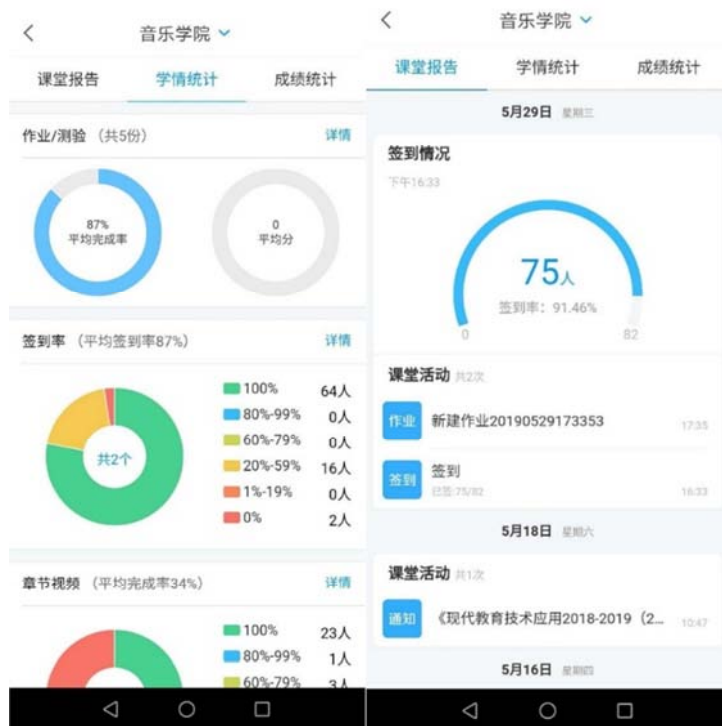 音乐学院
课堂报告 学情统计 成绩统计
作业/测验 （共5份） 详情
87%
平均完成率
0
平均分
签到率 （平均签到率87%） 详情
共2个
100% 64人
80%-99% 0人
60%-79% 0人
20%-59% 16人
1%-19% 0人
0% 2人
章节视频 （平均完成率34%） 详情
100% 23人
80%-99% 1人
60%-79% 3人
音乐学院
课堂报告 学情统计 成绩统计
5月29日 星期三
签到情况
下午16:33
75人
签到率：91.46%
0 82
课堂活动 共2次
作业 新建作业20190529173353 17:35
签到 签到
已签:75/82 16:33
5月18日 星期六
课堂活动 共1次
通知 《现代教育技术应用2018-2019（2... 10:47
5月16日 星期四